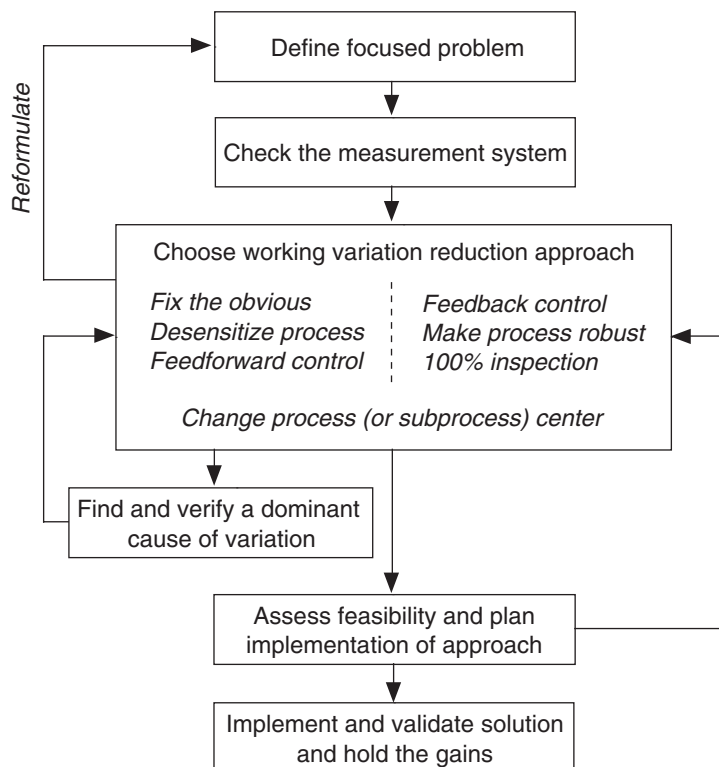 Define focused problem
Reformulate
Check the measurement system
Choose working variation reduction approach
Fix the obvious
Desensitize process
Feedforward control
Feedback control
Make process robust
100% inspection
Change process (or subprocess) center
Find and verify a dominant
cause of variation
Assess feasibility and plan
implementation of approach
Implement and validate solution
and hold the gains